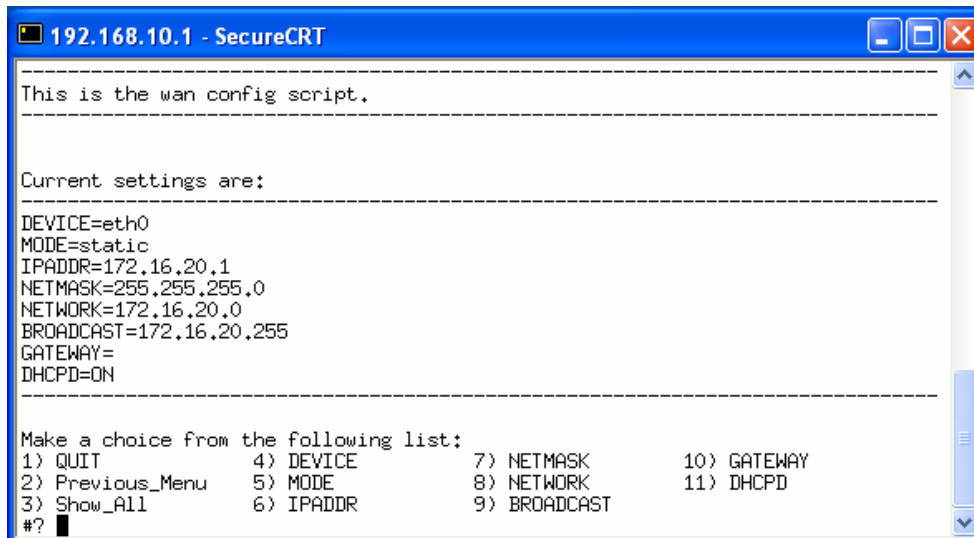 192.168.10.1 - SecureCRT
--------------------------------------------------------------------------------
This is the wan config script.
--------------------------------------------------------------------------------
Current settings are:
--------------------------------------------------------------------------------
DEVICE=eth0
MODE=static
IPADDR=172.16.20.1
NETMASK=255.255.255.0
NETWORK=172.16.20.0
BROADCAST=172.16.20.255
GATEWAY=
DHCPD=ON
--------------------------------------------------------------------------------
Make a choice from the following list:
1) QUIT 4) DEVICE 7) NETMASK 10) GATEWAY
2) Previous_Menu 5) MODE 8) NETWORK 11) DHCPD
3) Show_All 6) IPADDR 9) BROADCAST
#?